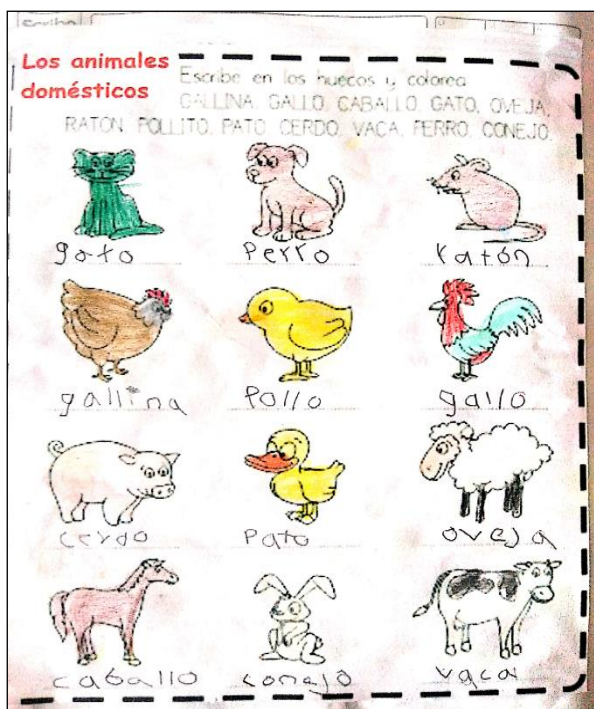 Escriba
Los animales
domésticos
Escribe en los huecos y colorea
GALLINA, GALLO, CABALLO, GATO, OVEJA,
RATON, POLLITO, PATO, CERDO, VACA, PERRO, CONEJO.
gato Perro ratón
gallina Pollo gallo
cerdo Pato oveja
caballo conejo vaca